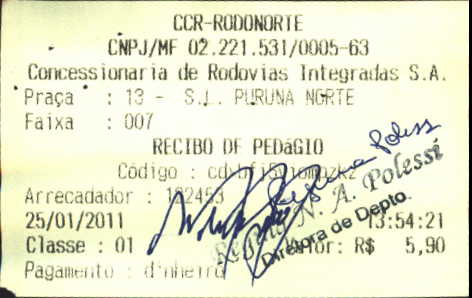 CCR-RODONORTE
CNPJ/MF 02.221.531/0005-63
Concessionaria de Rodovias Integradas S.A.
Praça : 13 - S.L. PURUNA NORTE
Faixa : 007
RECIBO DE PEDáGIO
Código :
Arrecadador :
N. A. Polessi
Diretora de Depto.
25/01/2011 13:54:21
Classe : 01 Valor: R$ 5,90
Pagamento : dinheiro